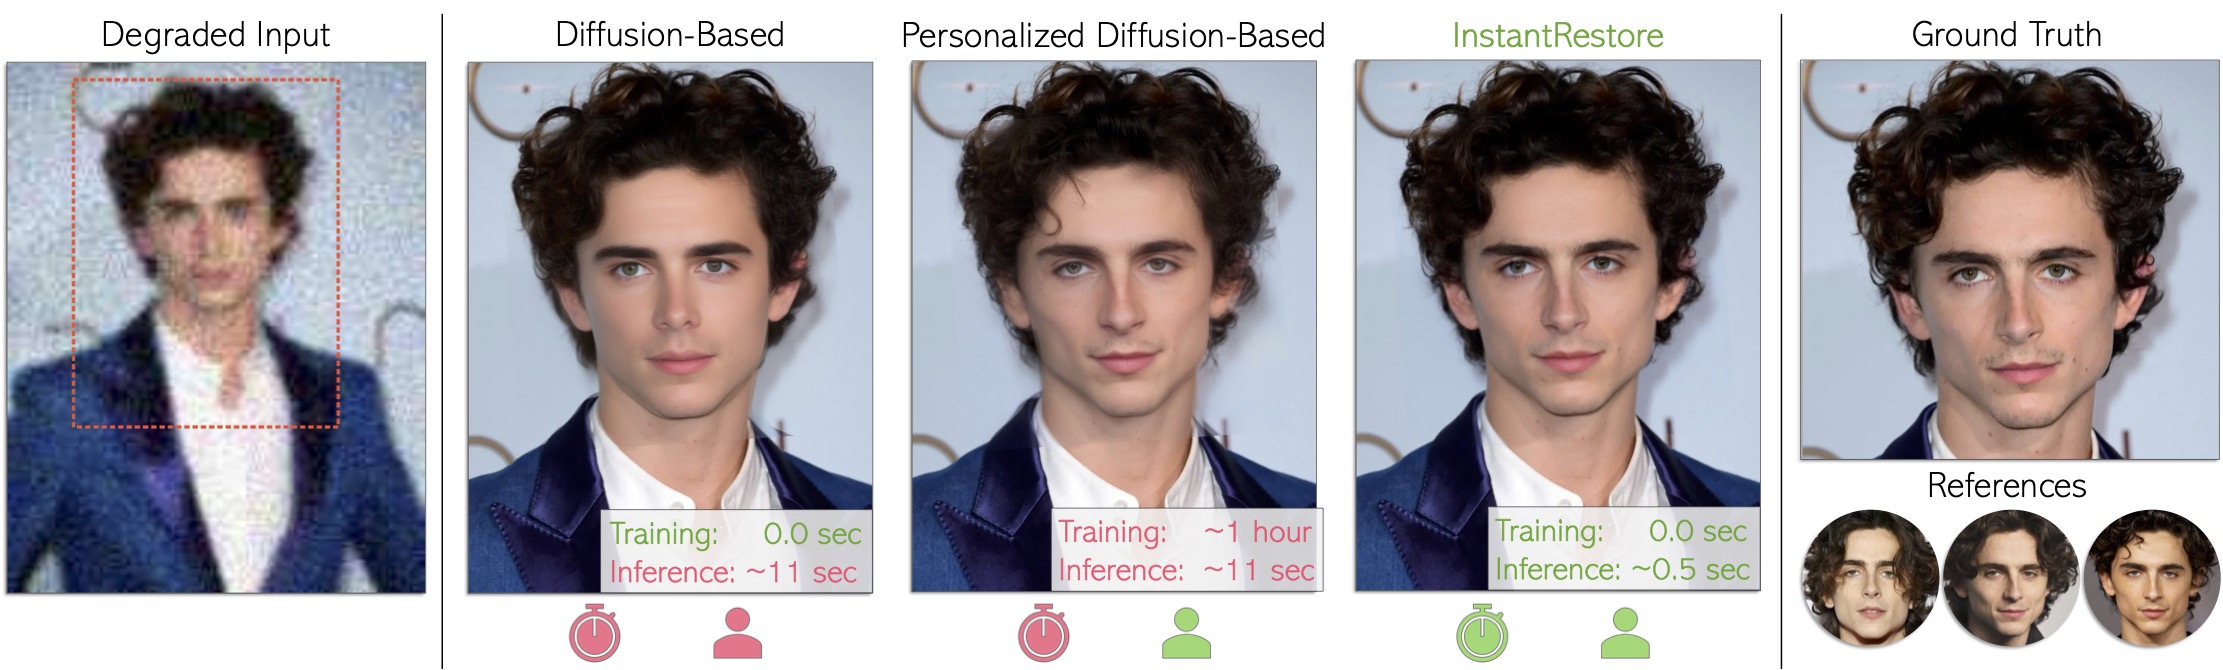 Degraded Input
Diffusion-Based
Personalized Diffusion-Based
InstantRestore
Ground Truth
Training: 0.0 sec
Inference: ~11 sec
Training: ~1 hour
Inference: ~11 sec
Training: 0.0 sec
Inference: ~0.5 sec
References